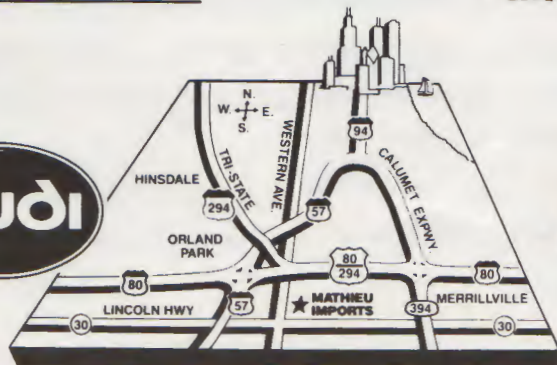 N.
W. E.
S.
94
HINSDALE
TRI-STATE
WESTERN AVE.
CALUMET EXPWY.
294
57
ORLAND
PARK
80
80
294
80
LINCOLN HWY
57
MATHIEU
IMPORTS
394
MERRILLVILLE
30
30